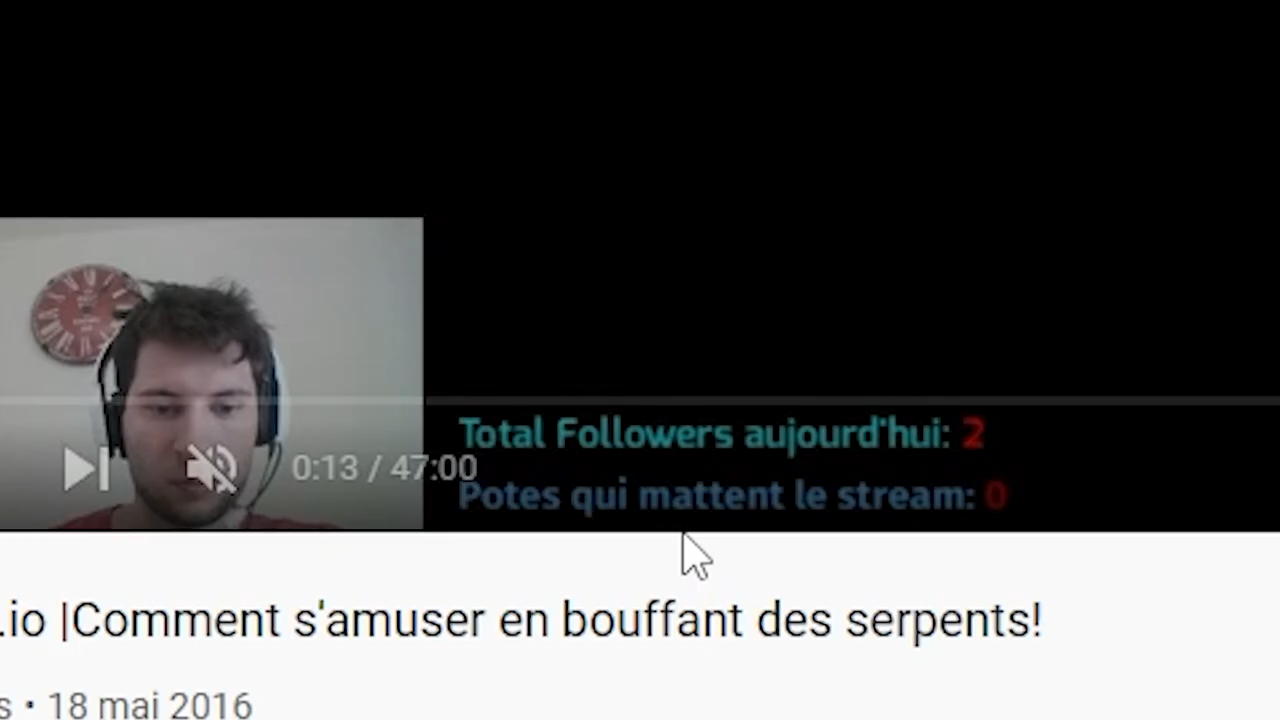 Total Followers aujourd'hui: 2
0:13 / 47:00
Potes qui mattent le stream: 0
.io |Comment s'amuser en bouffant des serpents!
s • 18 mai 2016